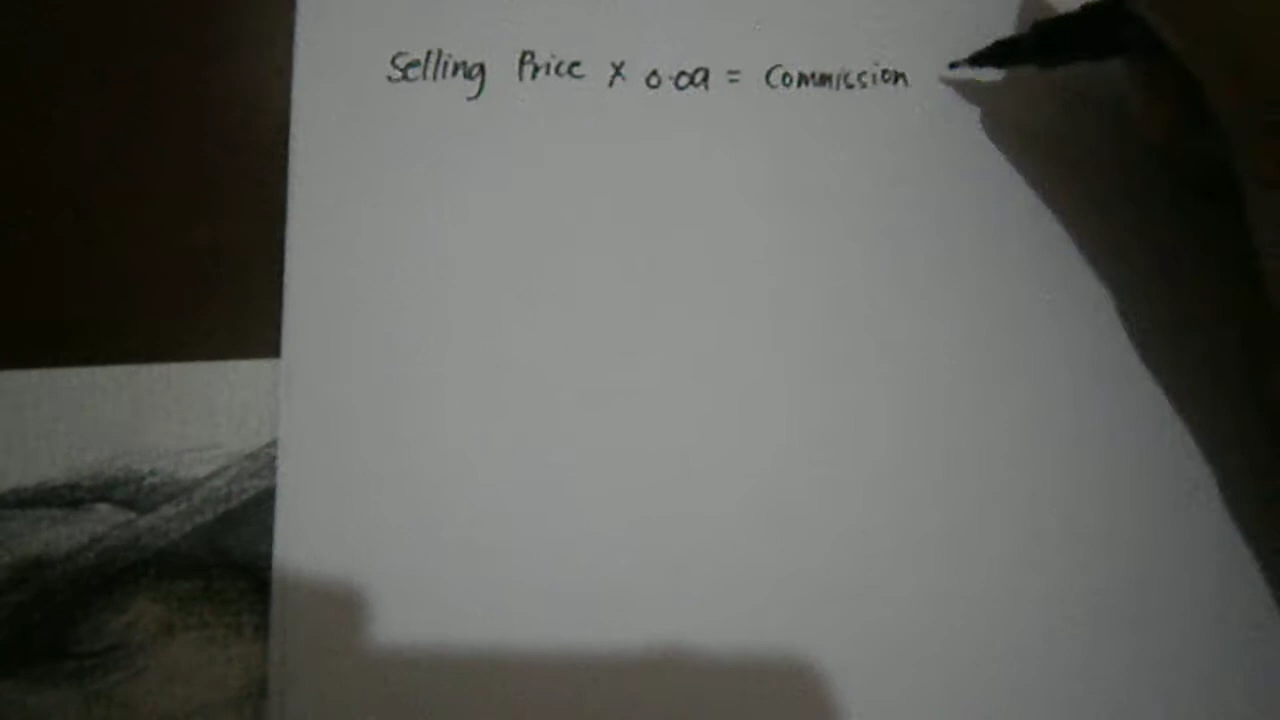 Selling Price × 0.09 = Commission